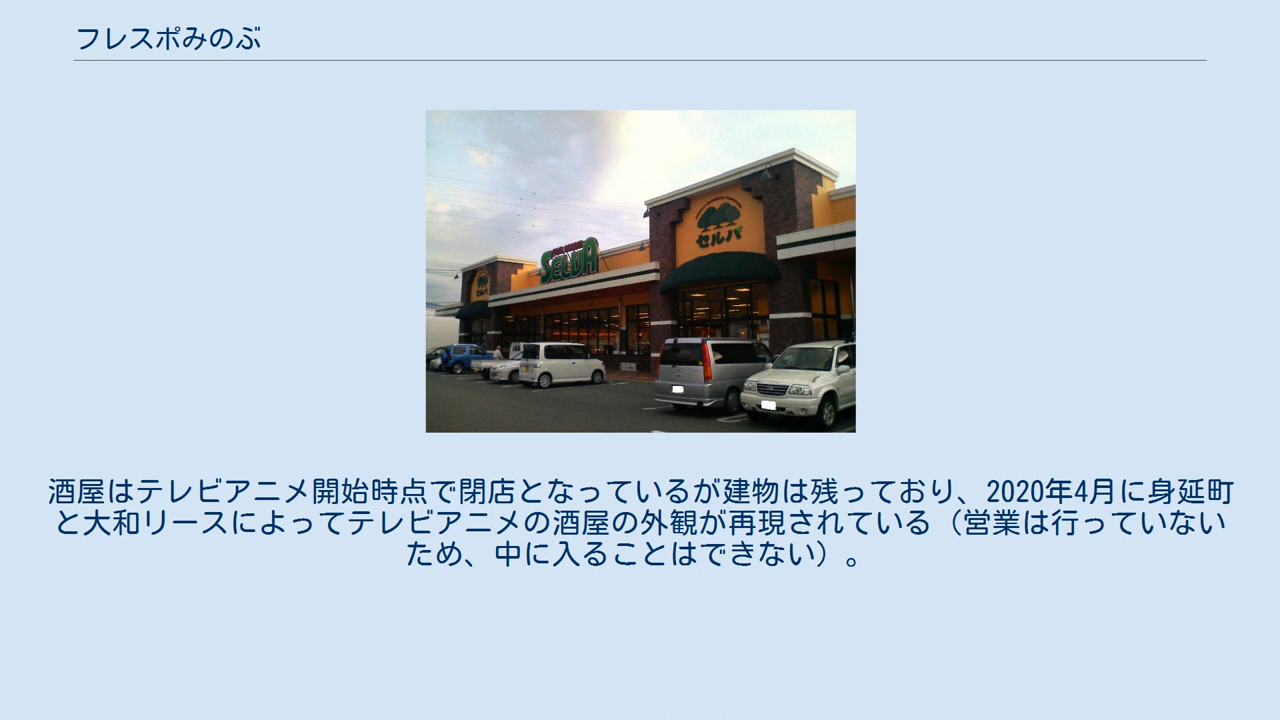 フレスポみのぶ
セルバ
SELVA
セルバ
酒屋はテレビアニメ開始時点で閉店となっているが建物は残っており、2020年4月に身延町
と大和リースによってテレビアニメの酒屋の外観が再現されている（営業は行っていない
ため、中に入ることはできない）。